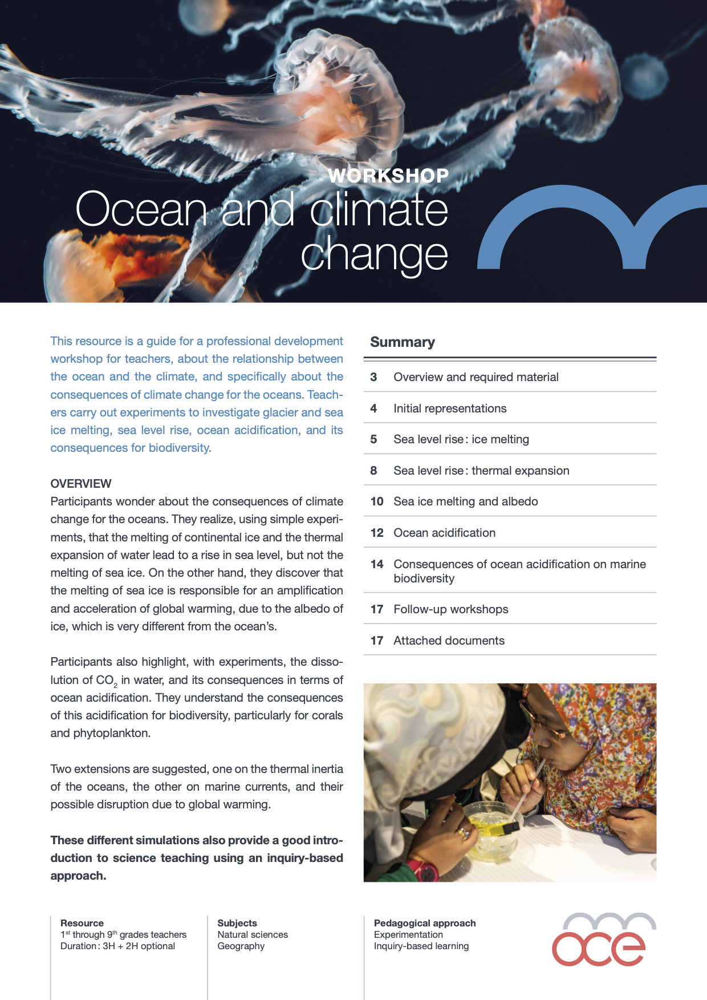 WORKSHOP
Ocean and climate
change
This resource is a guide for a professional development
workshop for teachers, about the relationship between
the ocean and the climate, and specifically about the
consequences of climate change for the oceans. Teach-
ers carry out experiments to investigate glacier and sea
ice melting, sea level rise, ocean acidification, and its
consequences for biodiversity.
OVERVIEW
Participants wonder about the consequences of climate
change for the oceans. They realize, using simple experi-
ments, that the melting of continental ice and the thermal
expansion of water lead to a rise in sea level, but not the
melting of sea ice. On the other hand, they discover that
the melting of sea ice is responsible for an amplification
and acceleration of global warming, due to the albedo of
ice, which is very different from the ocean’s.
Participants also highlight, with experiments, the disso-
lution of CO₂ in water, and its consequences in terms of
ocean acidification. They understand the consequences
of this acidification for biodiversity, particularly for corals
and phytoplankton.
Two extensions are suggested, one on the thermal inertia
of the oceans, the other on marine currents, and their
possible disruption due to global warming.
These different simulations also provide a good intro-
duction to science teaching using an inquiry-based
approach.
Summary
3 Overview and required material
4 Initial representations
5 Sea level rise : ice melting
8 Sea level rise : thermal expansion
10 Sea ice melting and albedo
12 Ocean acidification
14 Consequences of ocean acidification on marine
biodiversity
17 Follow-up workshops
17 Attached documents
Resource
1st through 9th grades teachers
Duration : 3H + 2H optional
Subjects
Natural sciences
Geography
Pedagogical approach
Experimentation
Inquiry-based learning
oce